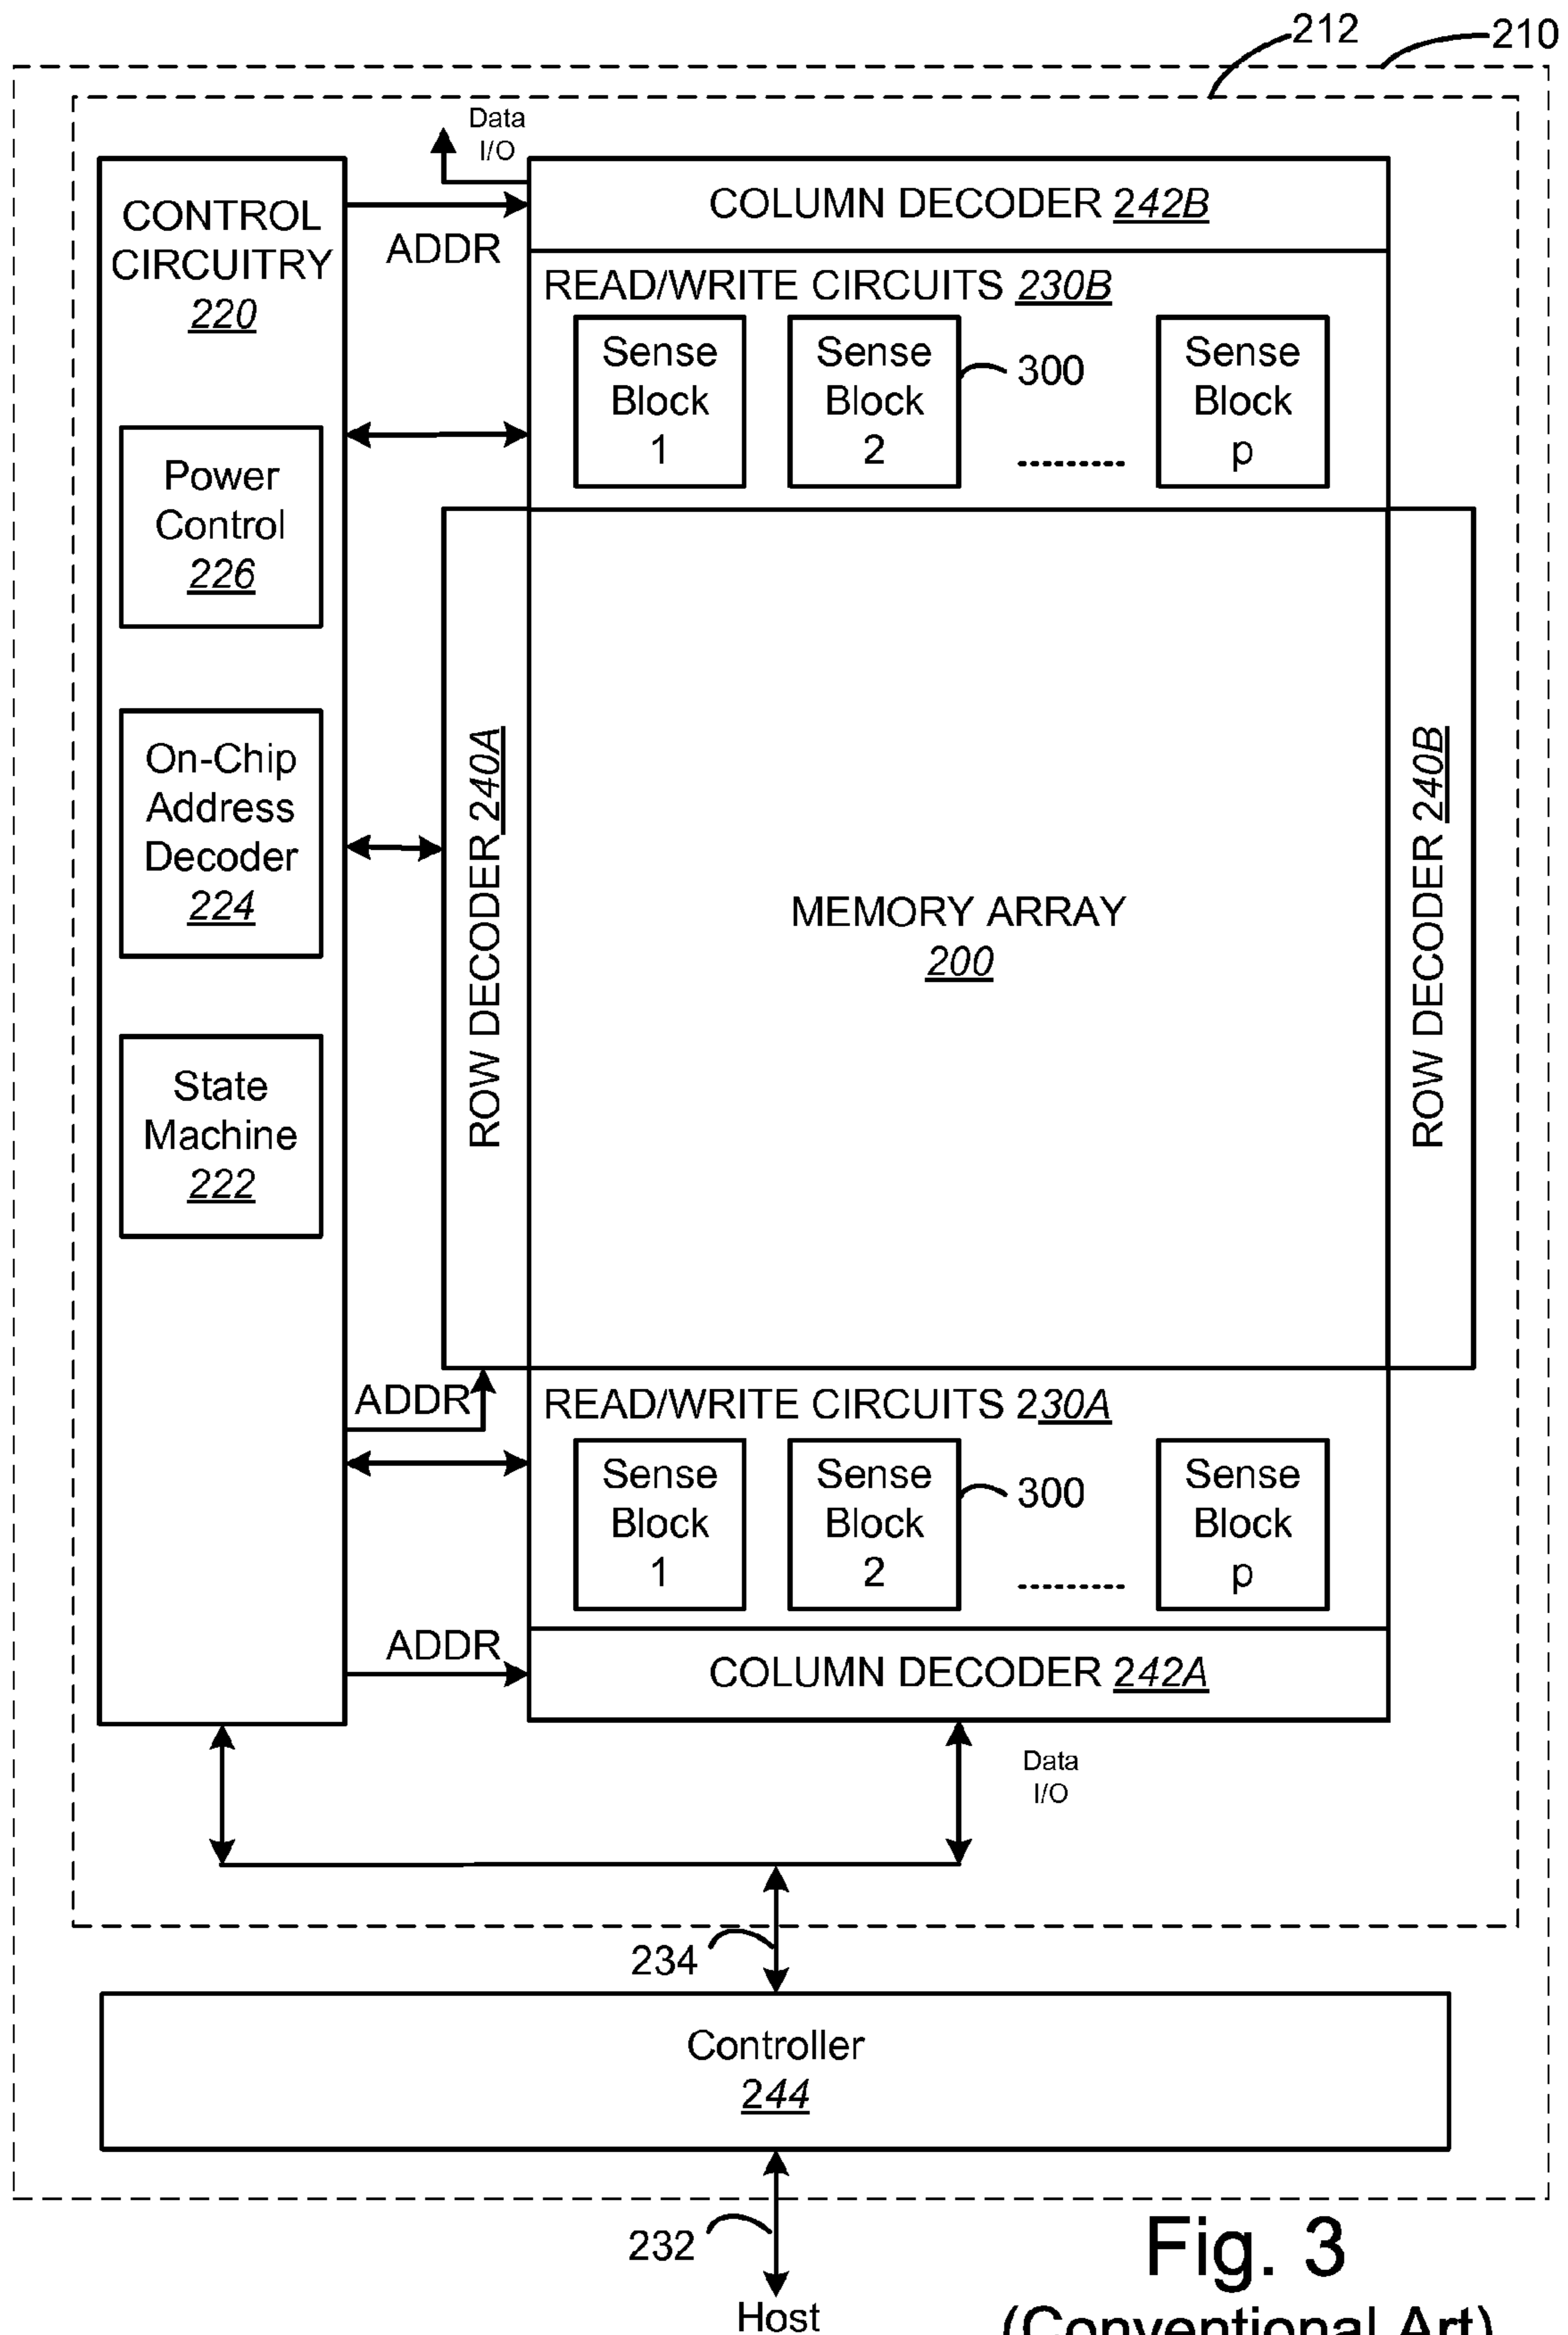 212
210
Data
I/O
CONTROL
CIRCUITRY
220
ADDR
COLUMN DECODER 242B
READ/WRITE CIRCUITS 230B
Sense
Block
1
Sense
Block
2
300
.........
Sense
Block
p
Power
Control
226
On-Chip
Address
Decoder
224
State
Machine
222
ROW DECODER 240A
MEMORY ARRAY
200
ROW DECODER 240B
ADDR
READ/WRITE CIRCUITS 230A
Sense
Block
1
Sense
Block
2
300
.........
Sense
Block
p
ADDR
COLUMN DECODER 242A
Data
I/O
234
Controller
244
232
Host
Fig. 3
(Conventional Art)